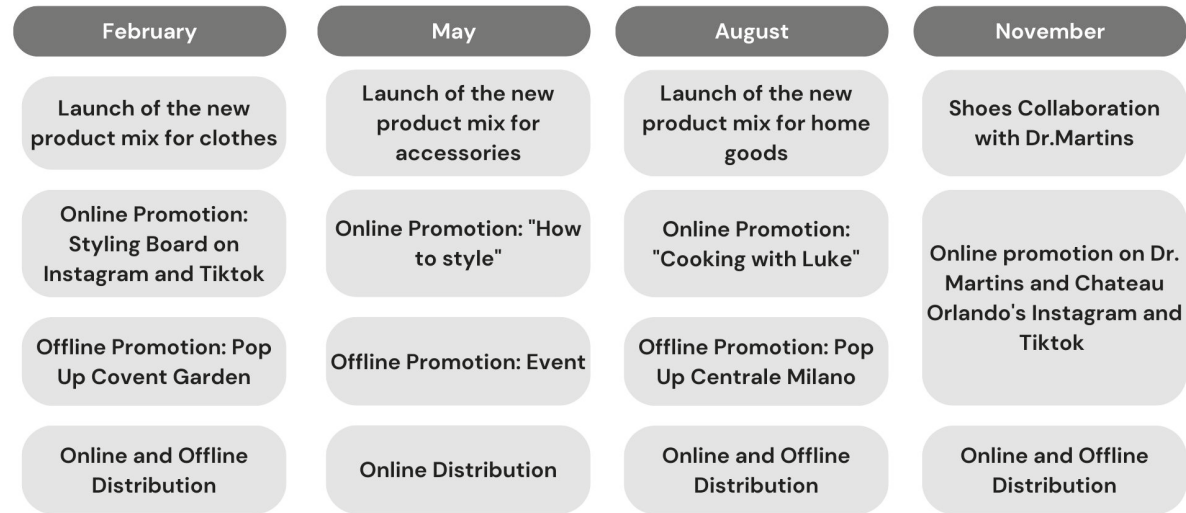 February
Launch of the new
product mix for clothes
Online Promotion:
Styling Board on
Instagram and Tiktok
Offline Promotion: Pop
Up Covent Garden
Online and Offline
Distribution
May
Launch of the new
product mix for
accessories
Online Promotion: "How
to style"
Offline Promotion: Event
Online Distribution
August
Launch of the new
product mix for home
goods
Online Promotion:
"Cooking with Luke"
Offline Promotion: Pop
Up Centrale Milano
Online and Offline
Distribution
November
Shoes Collaboration
with Dr.Martins
Online promotion on Dr.
Martins and Chateau
Orlando's Instagram and
Tiktok
Online and Offline
Distribution